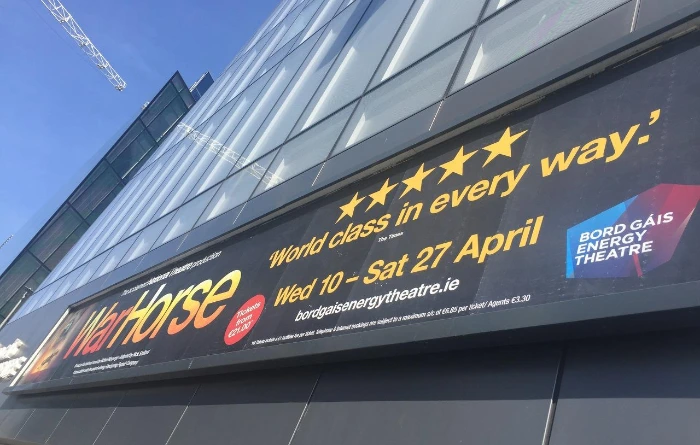 The acclaimed National Theatre production
WarHorse
Tickets
from
€21.00
'World class in every way.'
The Times
Wed 10 – Sat 27 April
bordgaisenergytheatre.ie
BORD GÁIS
ENERGY
THEATRE